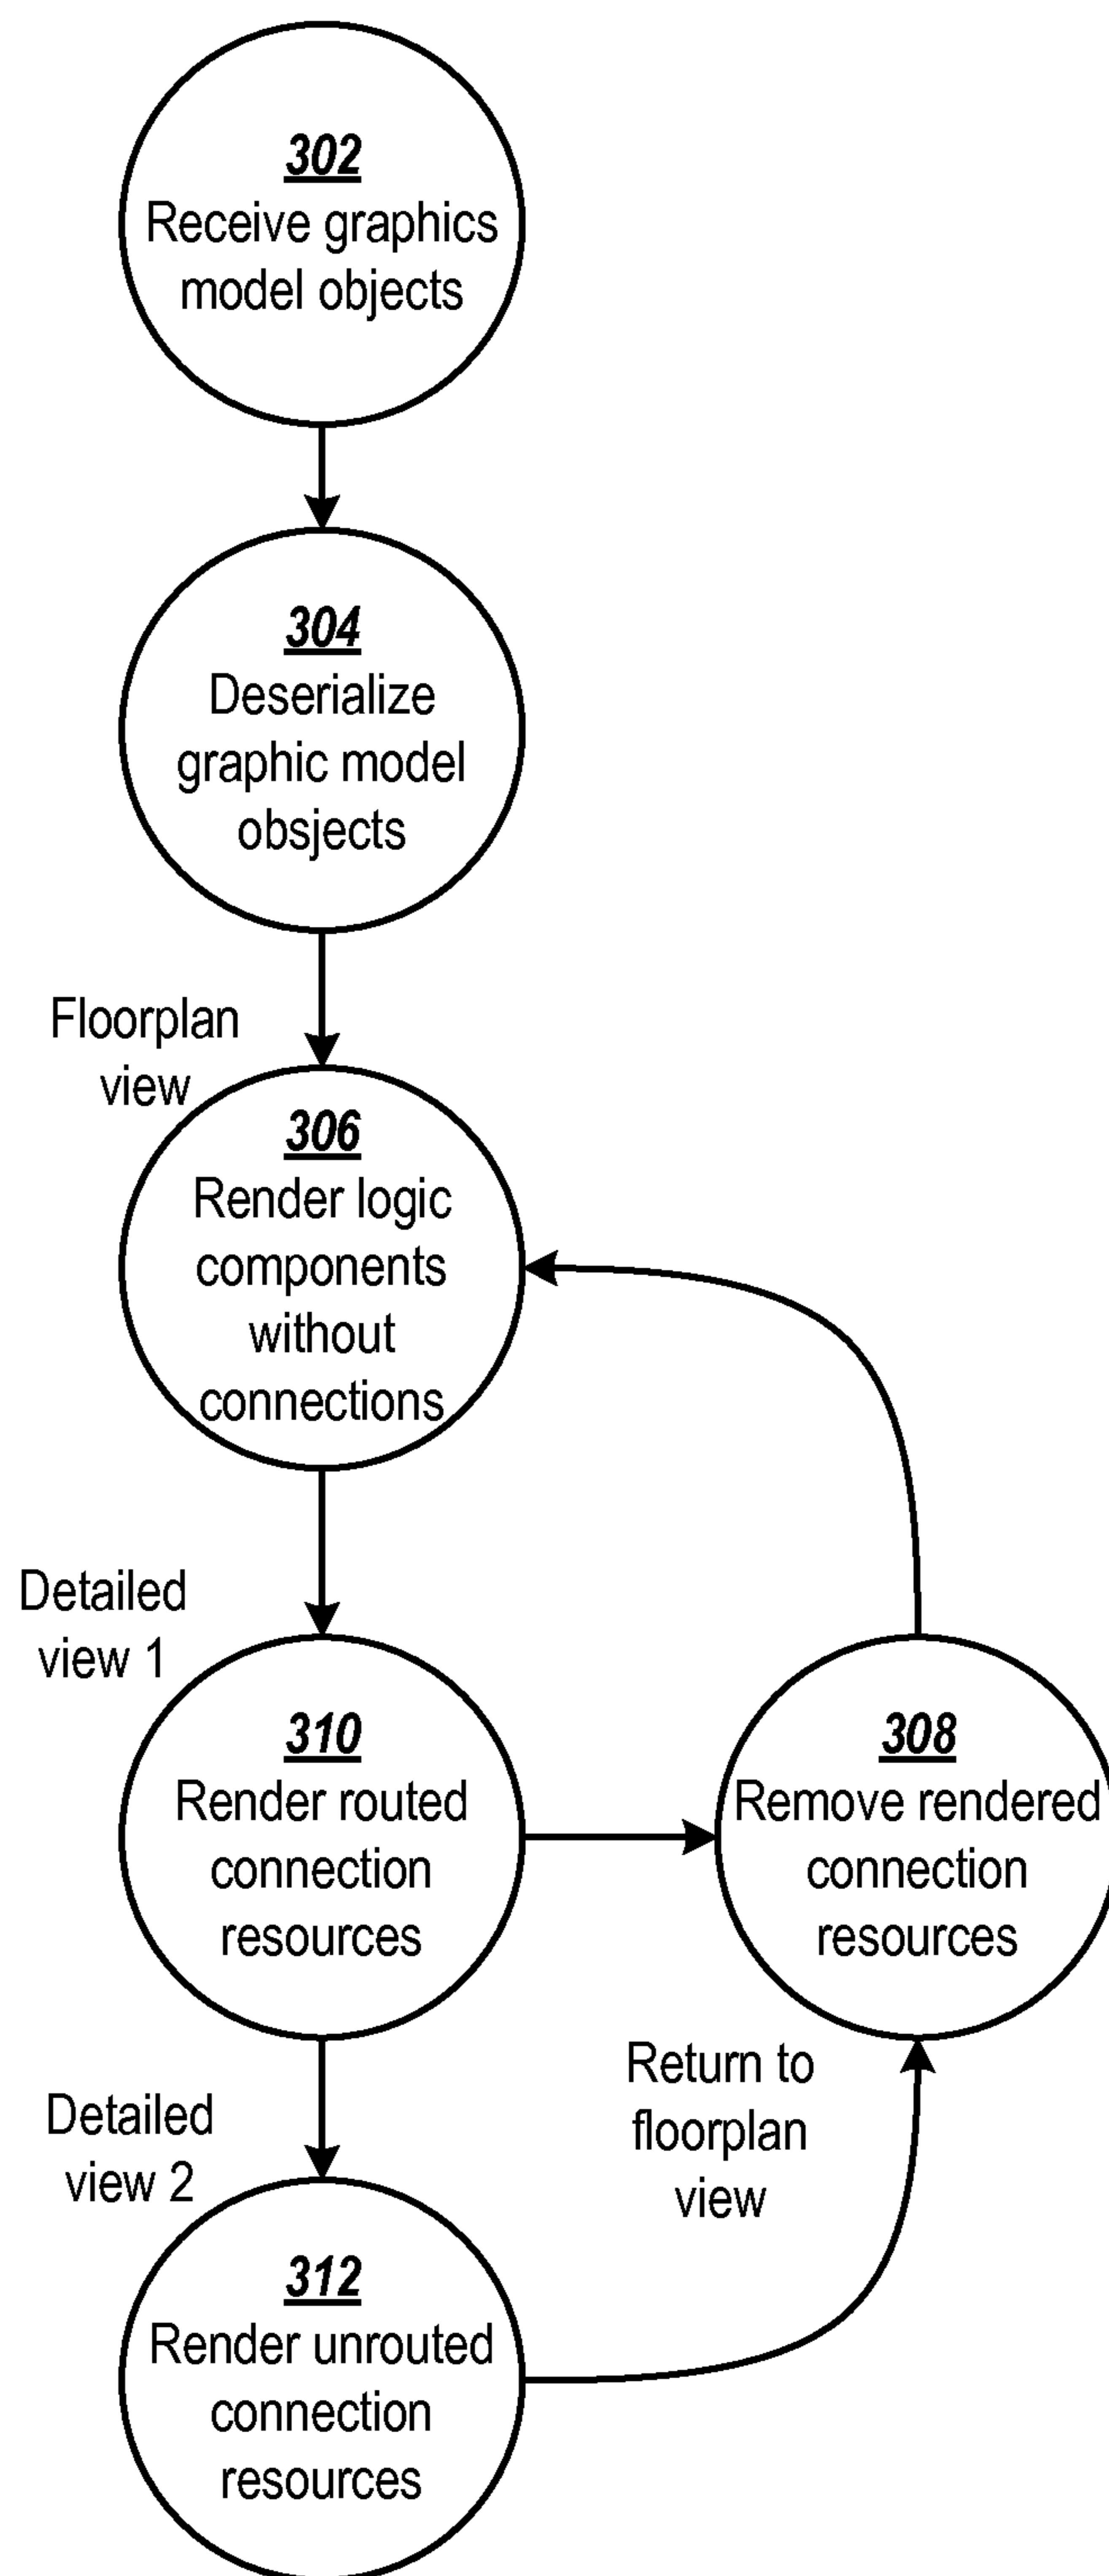 302
Receive graphics
model objects
304
Deserialize
graphic model
obsjects
Floorplan
view
306
Render logic
components
without
connections
Detailed
view 1
310
Render routed
connection
resources
308
Remove rendered
connection
resources
Detailed
view 2
Return to
floorplan
view
312
Render unrouted
connection
resources